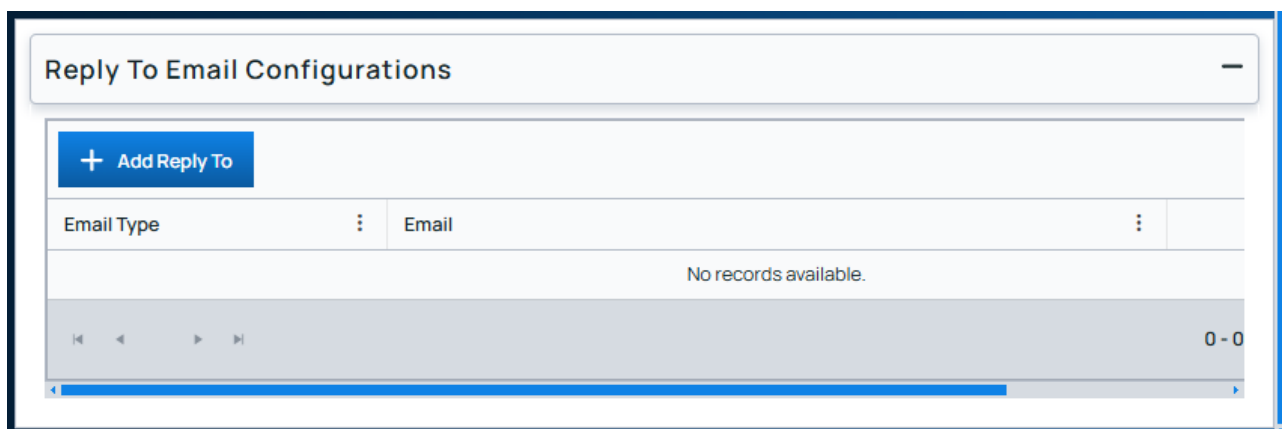 Reply To Email Configurations
Add Reply To
Email Type
Email
No records available.
0 - 0